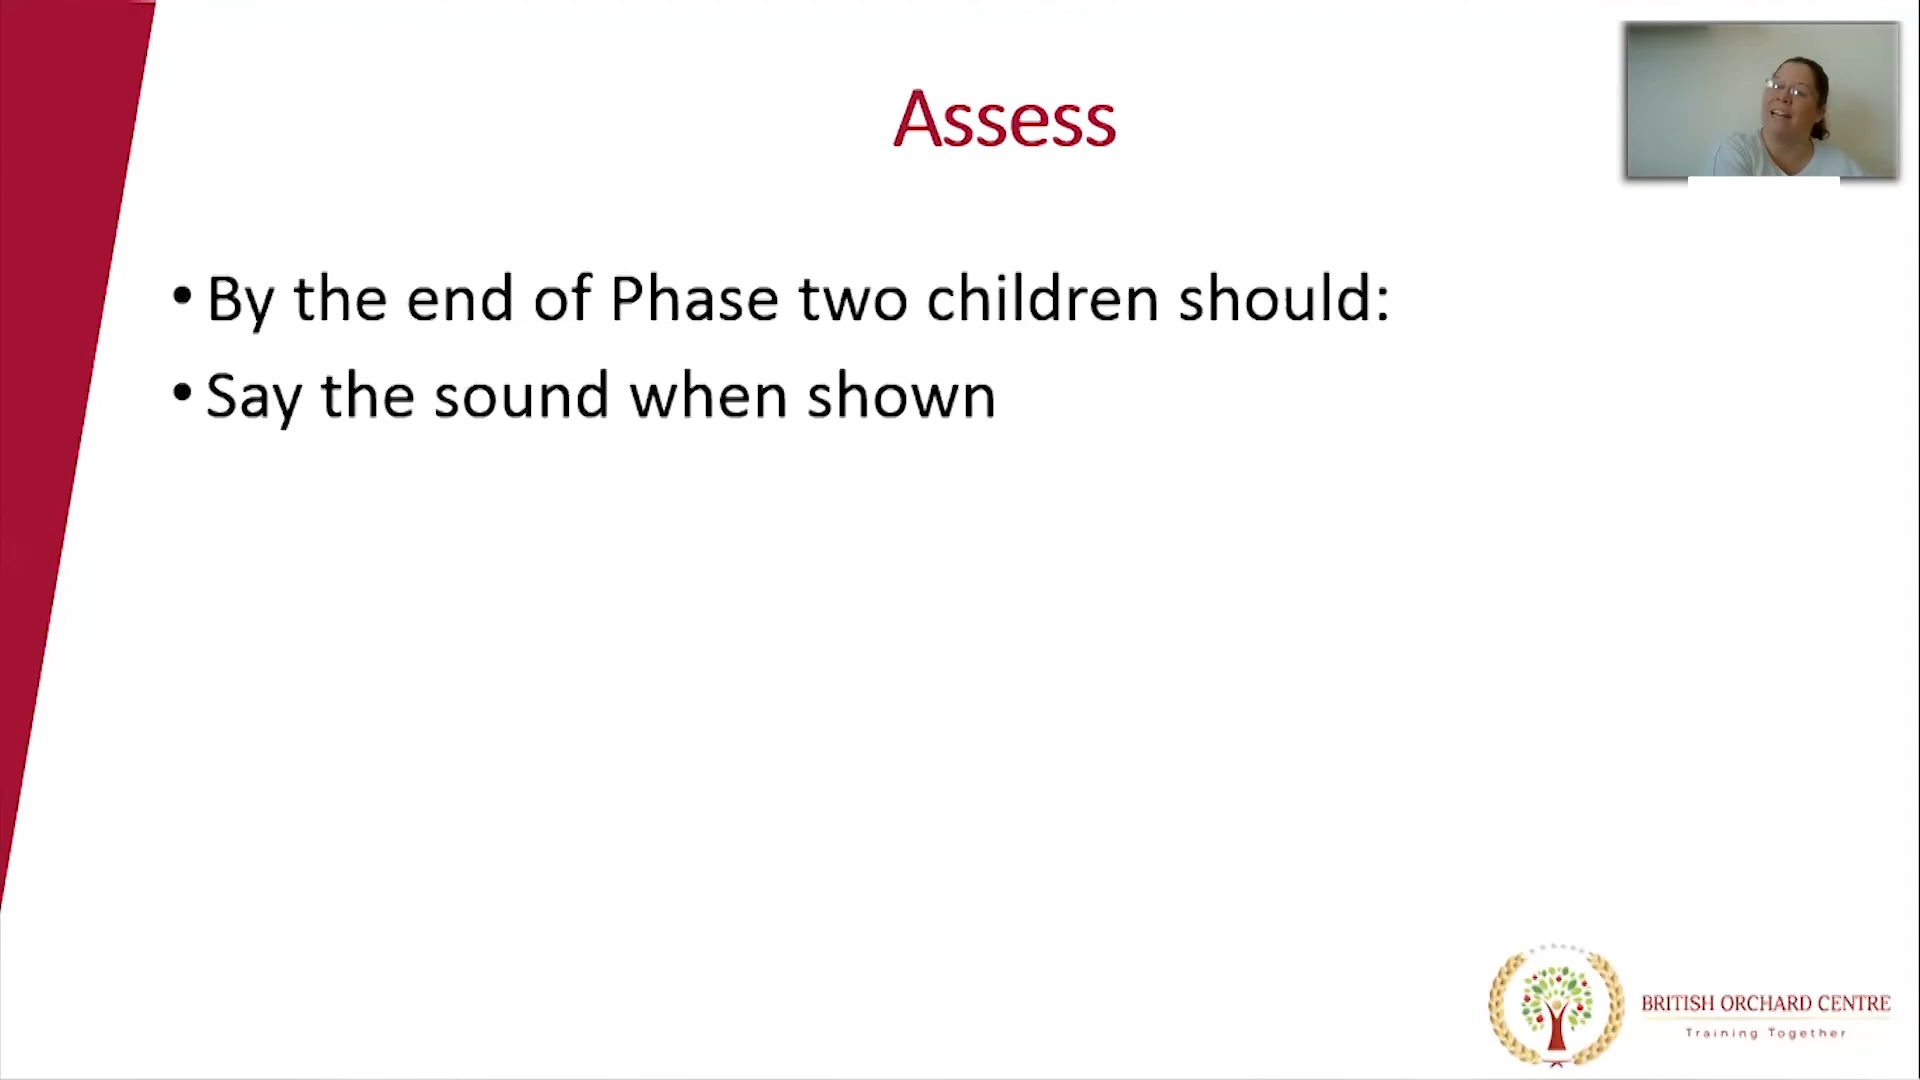 Assess
• By the end of Phase two children should:
• Say the sound when shown
BRITISH ORCHARD CENTRE
Training Together